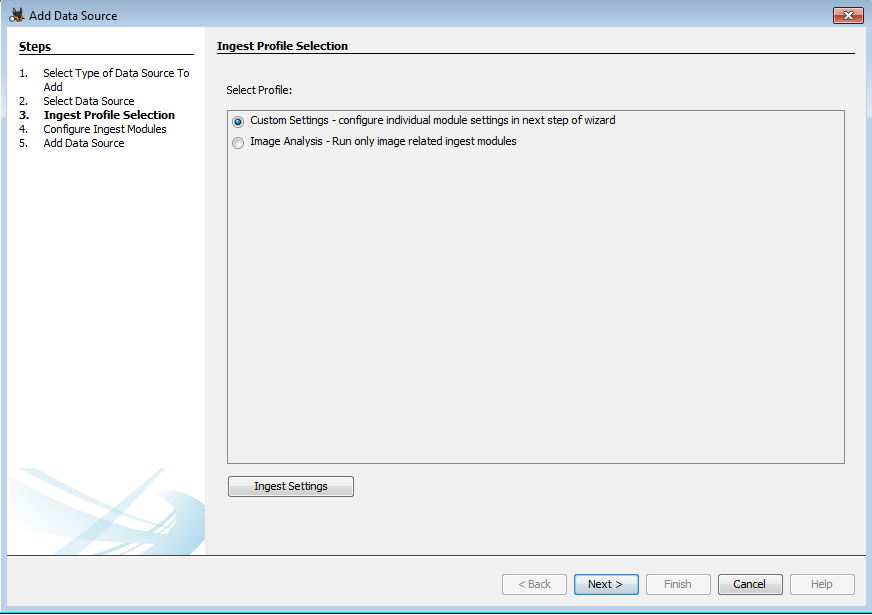 Add Data Source
Steps
1. Select Type of Data Source To
Add
2. Select Data Source
3. Ingest Profile Selection
4. Configure Ingest Modules
5. Add Data Source
Ingest Profile Selection
Select Profile:
Custom Settings - configure individual module settings in next step of wizard
Image Analysis - Run only image related ingest modules
Ingest Settings
< Back Next > Finish Cancel Help